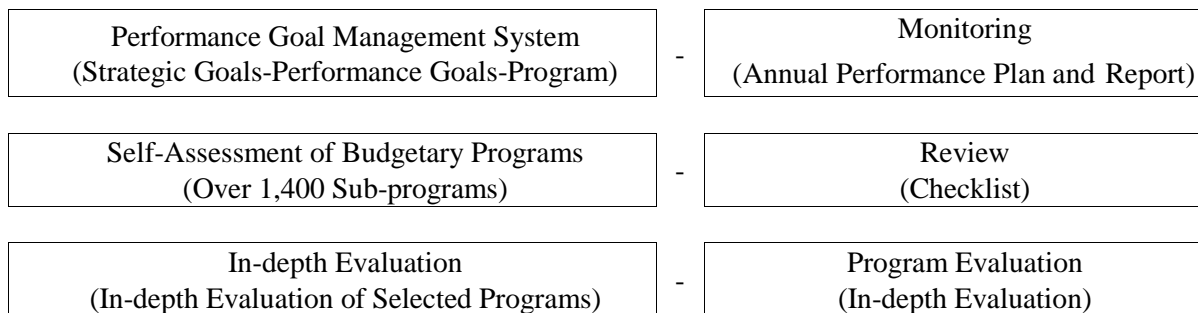 Performance Goal Management System
(Strategic Goals-Performance Goals-Program)
-
Monitoring
(Annual Performance Plan and Report)
Self-Assessment of Budgetary Programs
(Over 1,400 Sub-programs)
-
Review
(Checklist)
In-depth Evaluation
(In-depth Evaluation of Selected Programs)
-
Program Evaluation
(In-depth Evaluation)